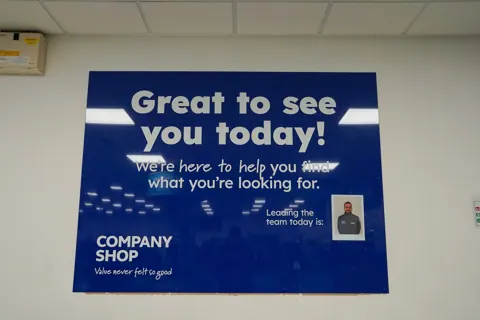 Great to see
you today!
We're here to help you find
what you're looking for.
Leading the
team today is:
COMPANY
SHOP
Value never felt so good